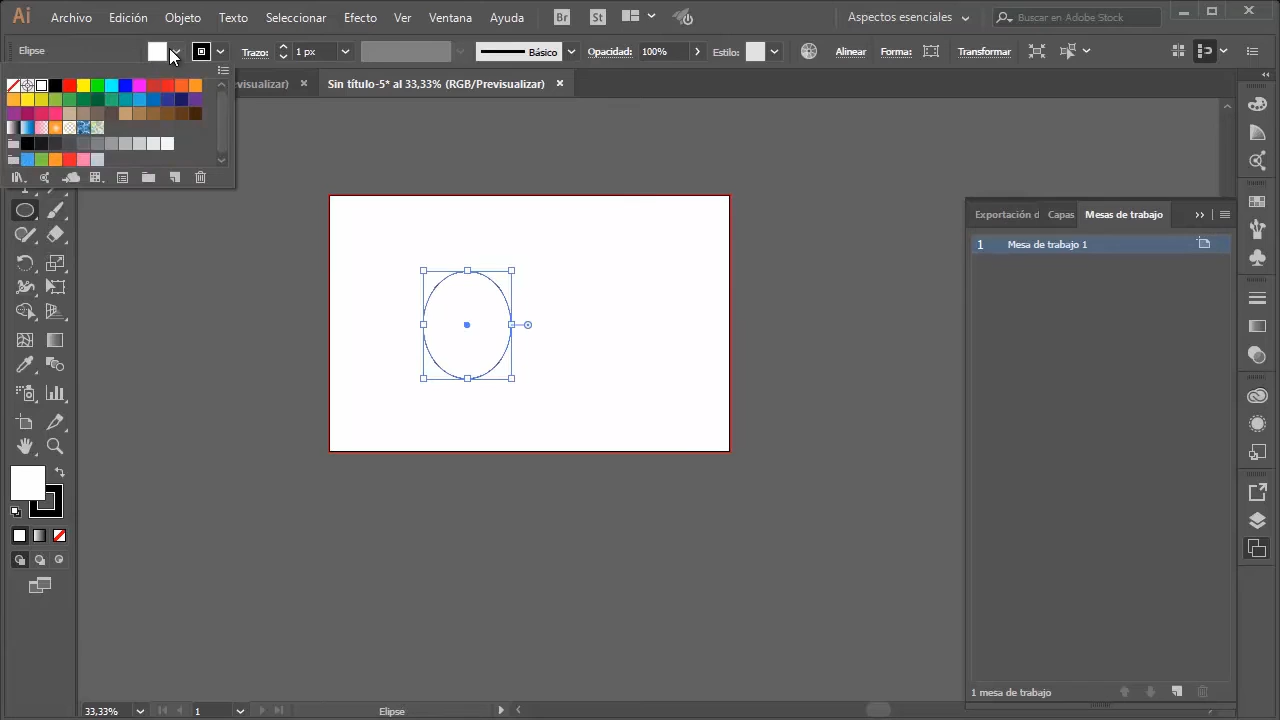 Ai Archivo Edición Objeto Texto Seleccionar Efecto Ver Ventana Ayuda Br St Aspectos esenciales Buscar en Adobe Stock
Elipse Trazo: 1 px Básico Opacidad: 100% Estilo: Alinear Forma: Transformar
evisualizar) × Sin título-5* al 33,33% (RGB/Previsualizar) ×
Exportación d Capas Mesas de trabajo
1 Mesa de trabajo 1
1 mesa de trabajo
33,33% 1 Elipse